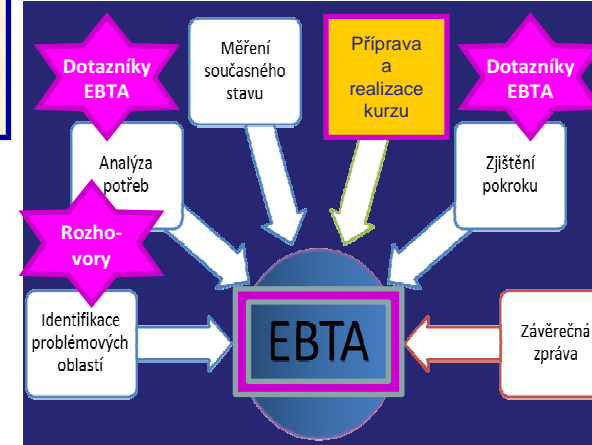 Dotazníky
EBTA
Měření
současného
stavu
Příprava
a
realizace
kurzu
Dotazníky
EBTA
Analýza
potřeb
Zjištění
pokroku
Rozho-
vory
Identifikace
problémových
oblastí
EBTA
Závěrečná
zpráva